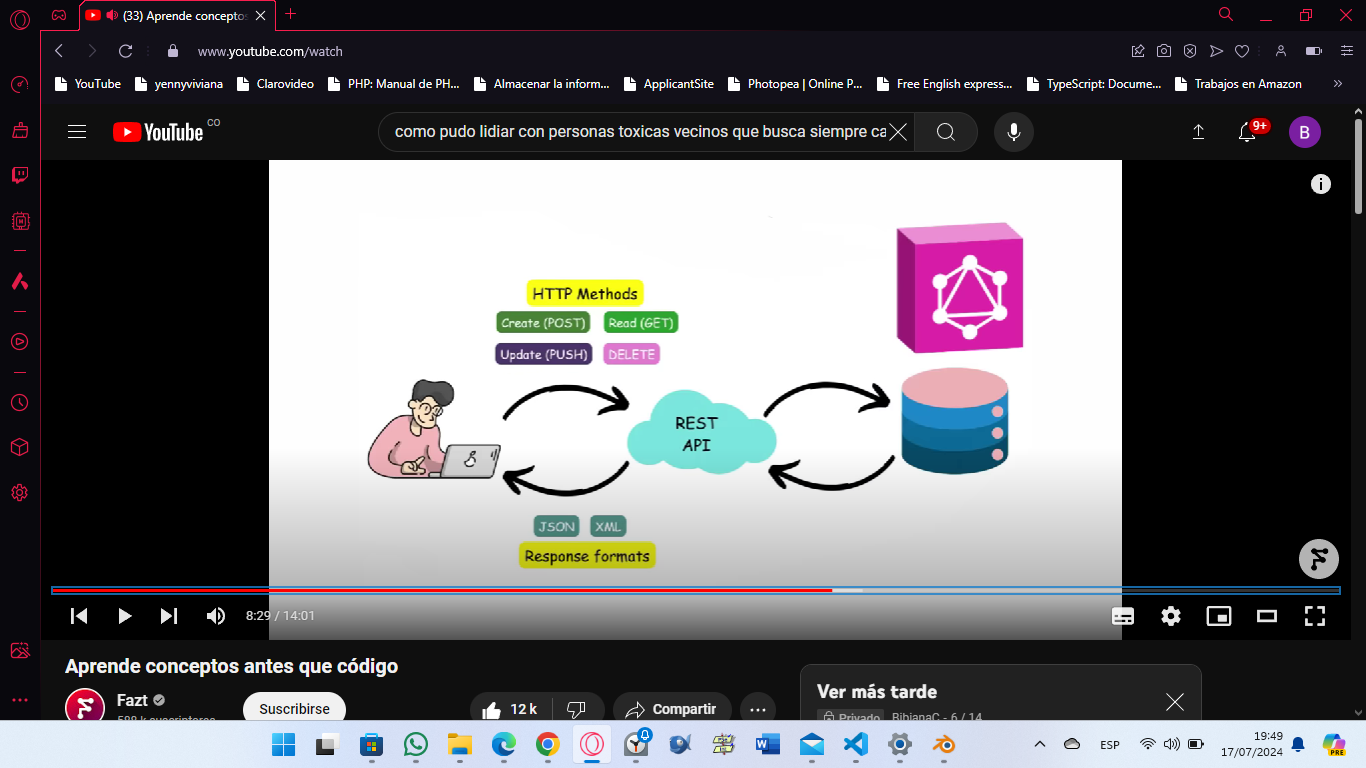 (33) Aprende conceptos
www.youtube.com/watch
YouTube
yennyviviana
Clarovideo
PHP: Manual de PH...
Almacenar la inform...
ApplicantSite
Photopea | Online P...
Free English express...
TypeScript: Docume...
Trabajos en Amazon
YouTube CO
como pudo lidiar con personas toxicas vecinos que busca siempre ca
9+
B
HTTP Methods
Create (POST)
Read (GET)
Update (PUSH)
DELETE
REST
API
JSON
XML
Response formats
8:29 / 14:01
Aprende conceptos antes que código
Fazt
588 k suscriptores
Suscribirse
12 k
Compartir
Ver más tarde
Privado
BibianaC - 6 / 14
0
ESP
19:49
17/07/2024
PRE